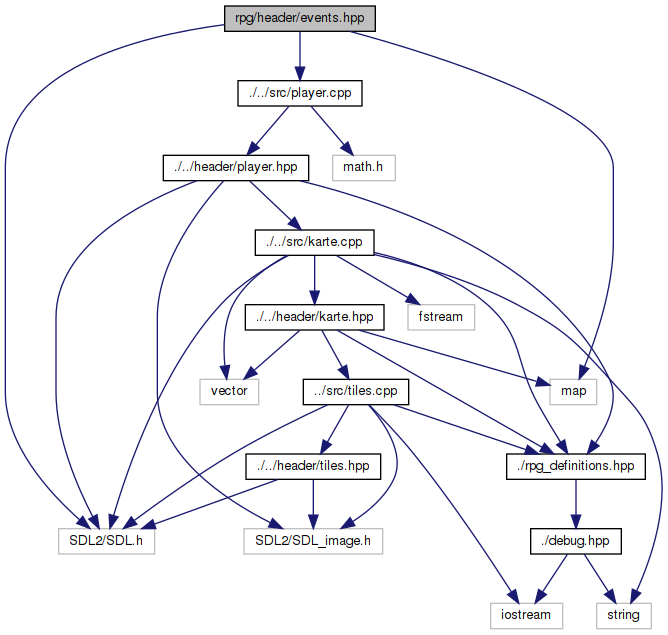 rpg/header/events.hpp
./../src/player.cpp
./../header/player.hpp
math.h
./../src/karte.cpp
./../header/karte.hpp
fstream
vector
../src/tiles.cpp
map
./../header/tiles.hpp
./rpg_definitions.hpp
SDL2/SDL.h
SDL2/SDL_image.h
./debug.hpp
iostream
string